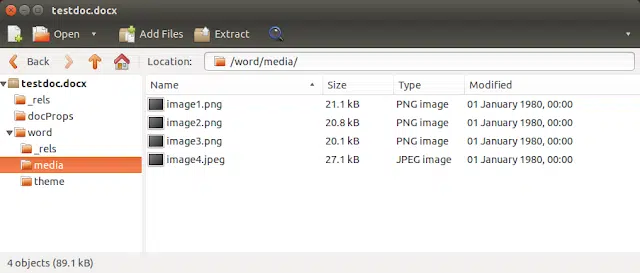 testdoc.docx
Open Add Files Extract
Back Location: /word/media/
testdoc.docx
_rels
docProps
word
_rels
media
theme
Name Size Type Modified
image1.png 21.1 kB PNG image 01 January 1980, 00:00
image2.png 20.8 kB PNG image 01 January 1980, 00:00
image3.png 20.1 kB PNG image 01 January 1980, 00:00
image4.jpeg 27.1 kB JPEG image 01 January 1980, 00:00
4 objects (89.1 kB)